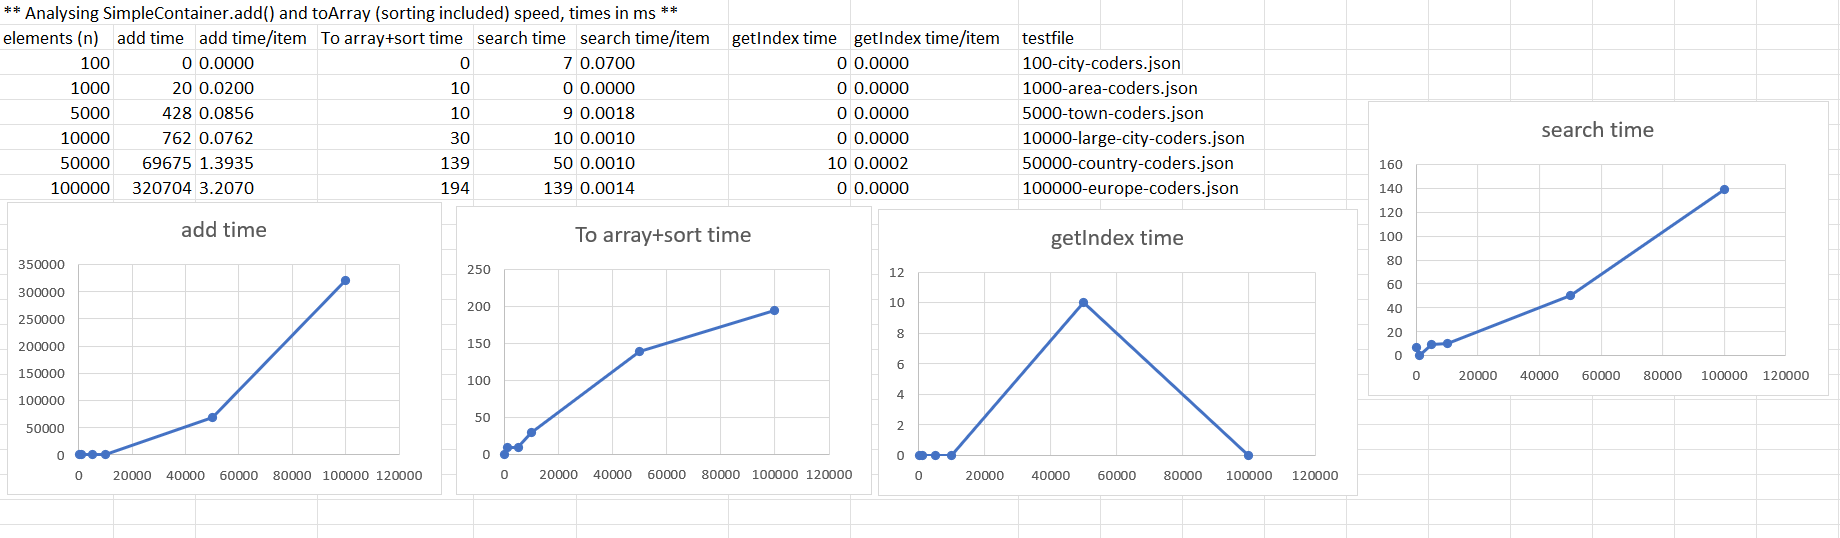 ** Analysing SimpleContainer.add() and toArray (sorting included) speed, times in ms **
elements (n) add time add time/item To array+sort time search time search time/item getIndex time getIndex time/item testfile
100 0 0.0000 0 7 0.0700 0 0.0000 100-city-coders.json
1000 20 0.0200 10 0 0.0000 0 0.0000 1000-area-coders.json
5000 428 0.0856 10 9 0.0018 0 0.0000 5000-town-coders.json
10000 762 0.0762 30 10 0.0010 0 0.0000 10000-large-city-coders.json
50000 69675 1.3935 139 50 0.0010 10 0.0002 50000-country-coders.json
100000 320704 3.2070 194 139 0.0014 0 0.0000 100000-europe-coders.json
add time
350000
300000
250000
200000
150000
100000
50000
0
0 20000 40000 60000 80000 100000 120000
To array+sort time
250
200
150
100
50
0
0 20000 40000 60000 80000 100000 120000
getIndex time
12
10
8
6
4
2
0
0 20000 40000 60000 80000 100000 120000
search time
160
140
120
100
80
60
40
20
0
0 20000 40000 60000 80000 100000 120000